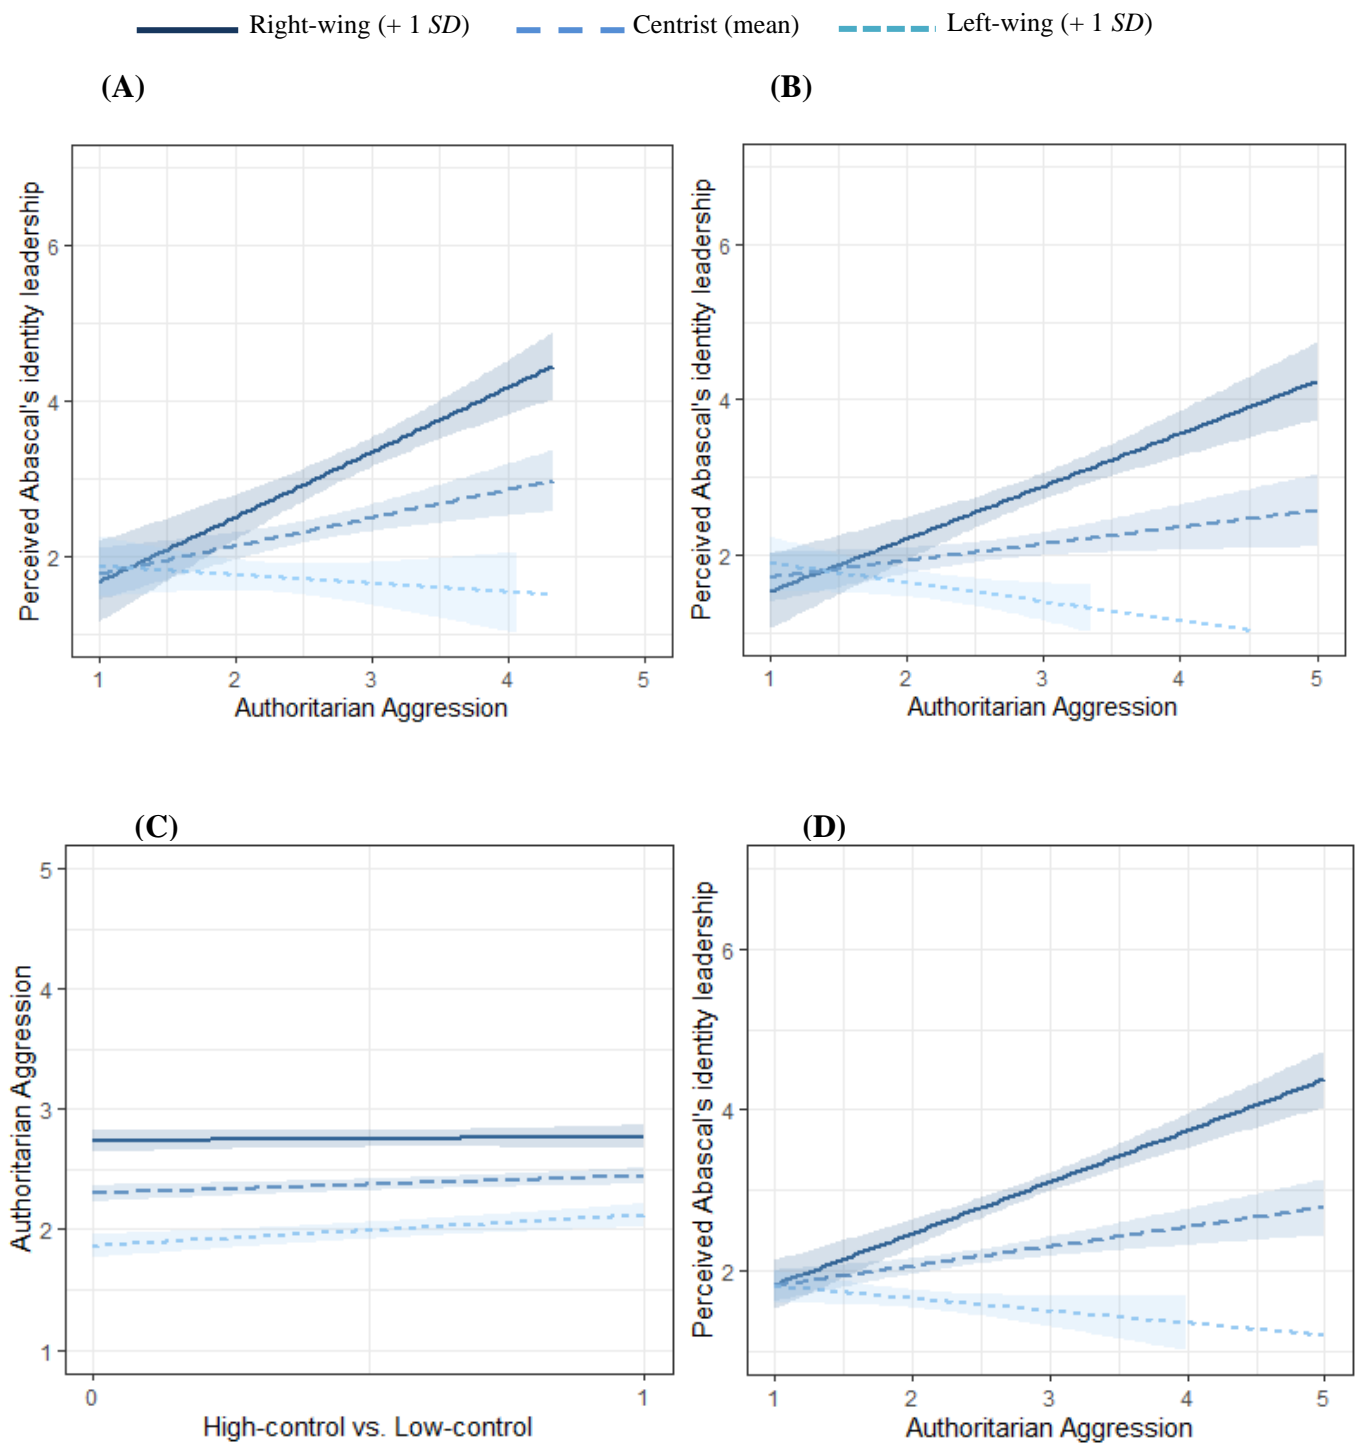 Right-wing (+ 1 SD) Centrist (mean) Left-wing (+ 1 SD)
(A) (B)
Perceived Abascal's identity leadership
6
4
2
1 2 3 4 5
Authoritarian Aggression
Perceived Abascal's identity leadership
6
4
2
1 2 3 4 5
Authoritarian Aggression
(C) (D)
Authoritarian Aggression
5
4
3
2
1
0 1
High-control vs. Low-control
Perceived Abascal's identity leadership
6
4
2
1 2 3 4 5
Authoritarian Aggression